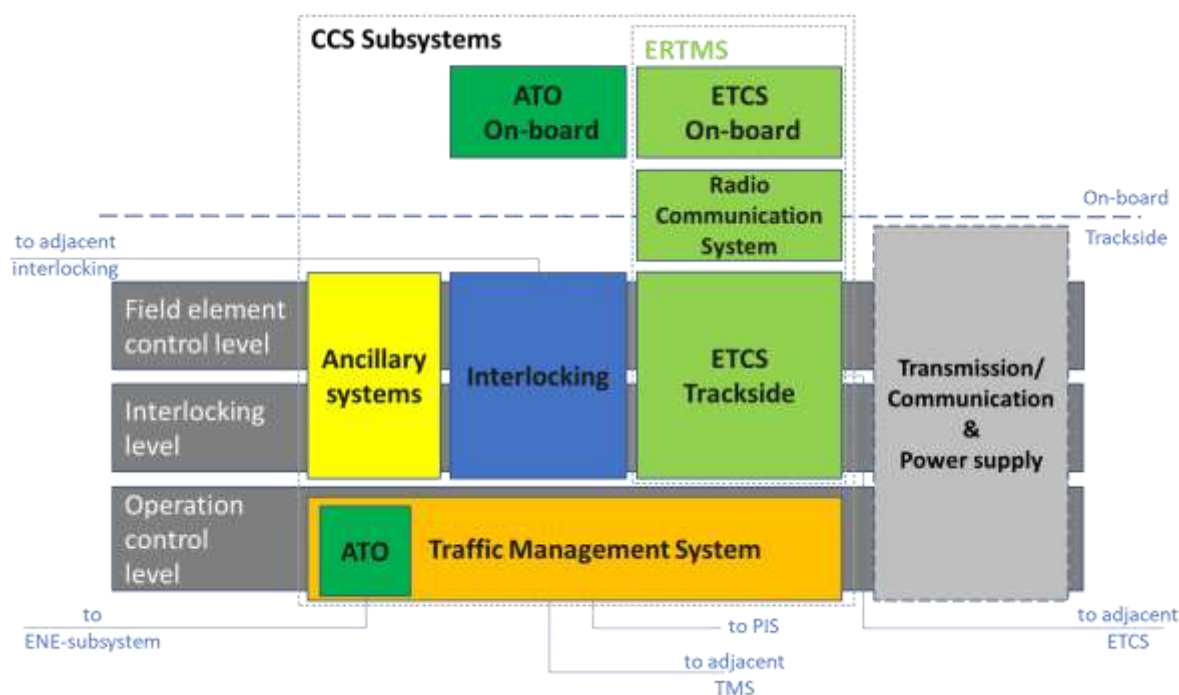 CCS Subsystems
ERTMS
ATO
On-board
ETCS
On-board
Radio
Communication
System
On-board
Trackside
to adjacent
interlocking
Field element
control level
Interlocking
level
Operation
control
level
Ancillary
systems
Interlocking
ETCS
Trackside
Transmission/
Communication
&
Power supply
ATO
Traffic Management System
to
ENE-subsystem
to PIS
to adjacent
TMS
to adjacent
ETCS